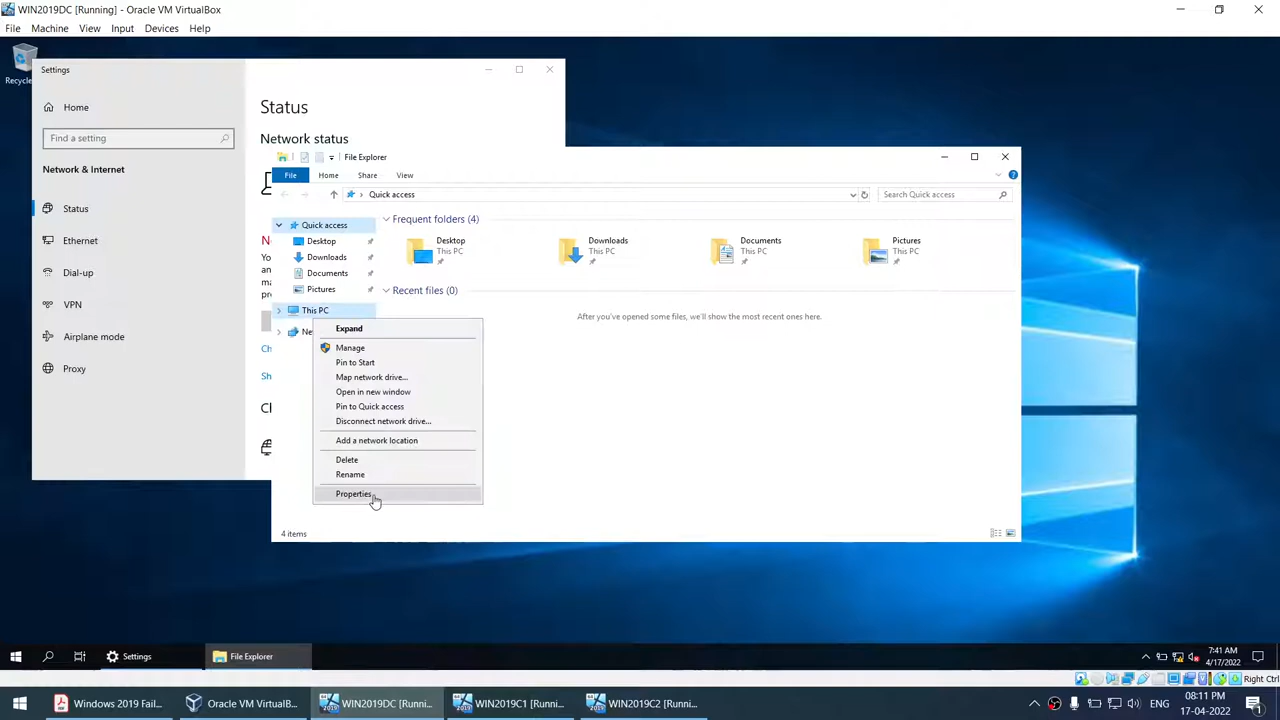 WIN2019DC [Running] - Oracle VM VirtualBox
File Machine View Input Devices Help
Recycle
Settings
Home
Find a setting
Network & Internet
Status
Ethernet
Dial-up
VPN
Airplane mode
Proxy
Status
Network status
File Explorer
File Home Share View
Quick access
Search Quick access
Quick access
Desktop
Downloads
Documents
Pictures
This PC
Ne
Frequent folders (4)
Desktop
This PC
Downloads
This PC
Documents
This PC
Pictures
This PC
Recent files (0)
After you've opened some files, we'll show the most recent ones here.
Expand
Manage
Pin to Start
Map network drive...
Open in new window
Pin to Quick access
Disconnect network drive...
Add a network location
Delete
Rename
Properties
4 items
Settings
File Explorer
7:41 AM
4/17/2022
Right Ctrl
Windows 2019 Fail...
Oracle VM VirtualB...
WIN2019DC [Runni...
WIN2019C1 [Runni...
WIN2019C2 [Runni...
08:11 PM
17-04-2022